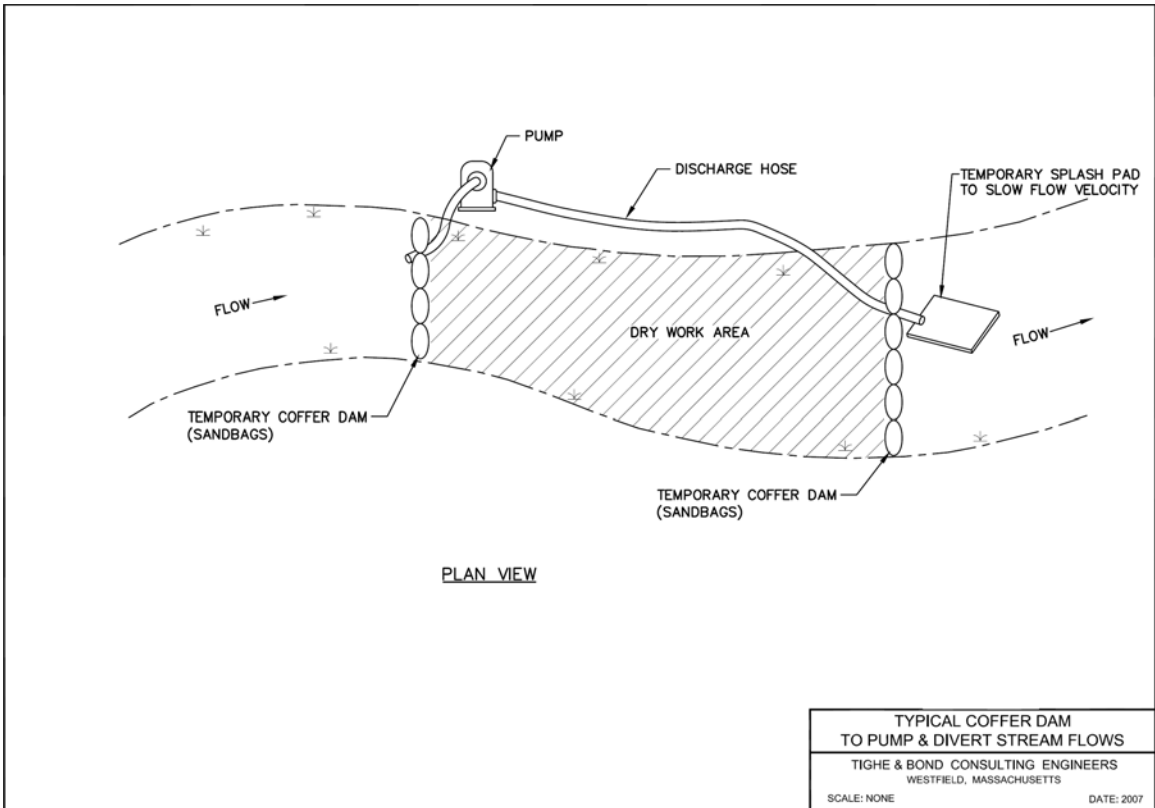 PUMP
DISCHARGE HOSE
TEMPORARY SPLASH PAD
TO SLOW FLOW VELOCITY
FLOW
DRY WORK AREA
FLOW
TEMPORARY COFFER DAM
(SANDBAGS)
TEMPORARY COFFER DAM
(SANDBAGS)
PLAN VIEW
TYPICAL COFFER DAM
TO PUMP & DIVERT STREAM FLOWS
TIGHE & BOND CONSULTING ENGINEERS
WESTFIELD, MASSACHUSETTS
SCALE: NONE DATE: 2007